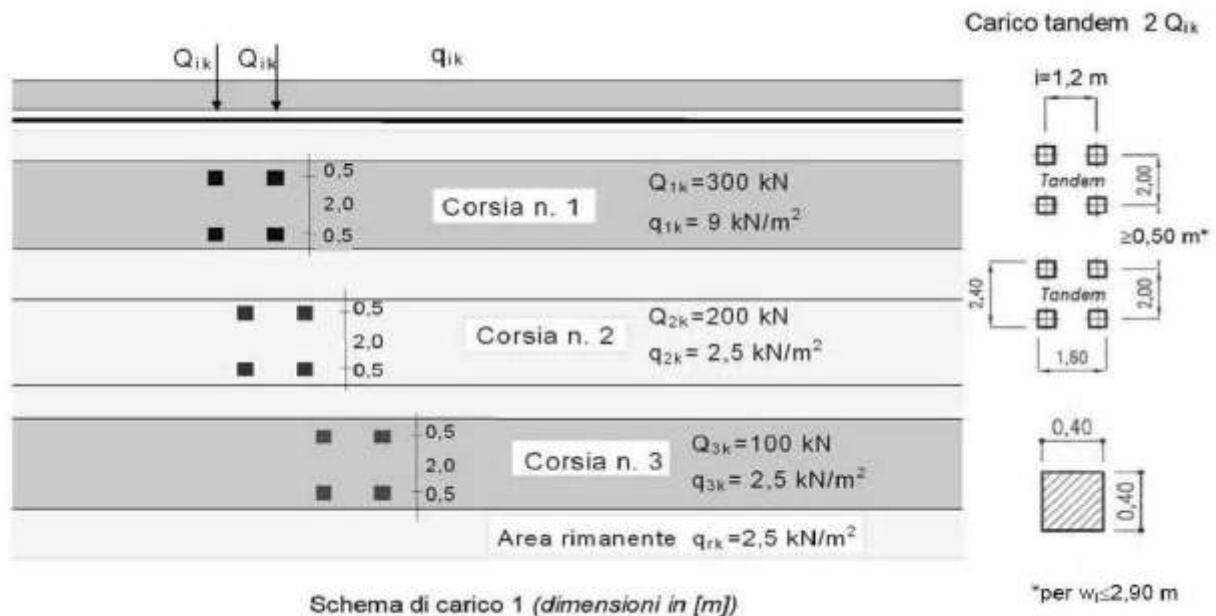 Carico tandem 2 Qik
Qik Qik qik
i=1,2 m
0,5
2,0
0,5
Corsia n. 1
Q1k=300 kN
q1k= 9 kN/m²
Tandem
2,00
≥0,50 m*
0,5
2,0
0,5
Corsia n. 2
Q2k=200 kN
q2k= 2,5 kN/m²
2,40
Tandem
2,00
1,60
0,5
2,0
0,5
Corsia n. 3
Q3k=100 kN
q3k= 2,5 kN/m²
0,40
0,40
Area rimanente qrk=2,5 kN/m²
Schema di carico 1 (dimensioni in [m])
*per wl≤2,90 m